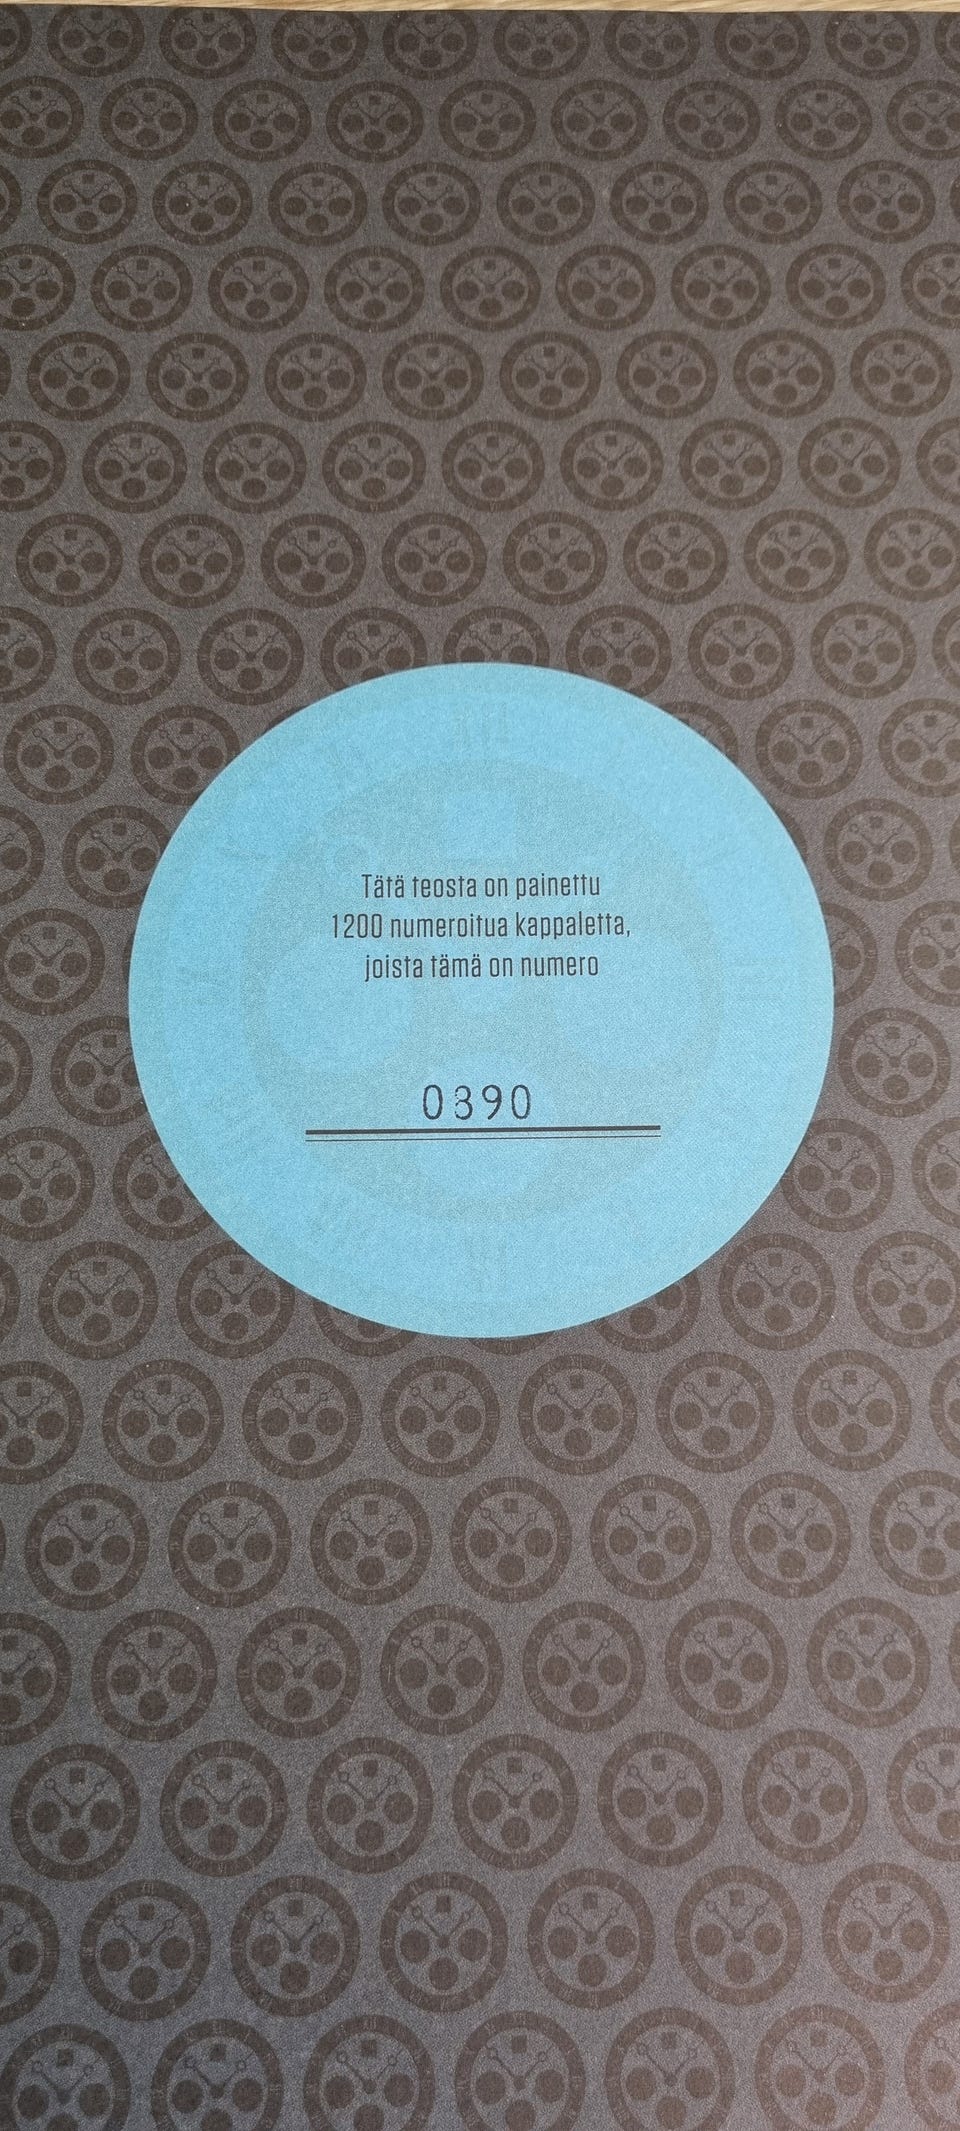 Tätä teosta on painettu
1200 numeroitua kappaletta,
joista tämä on numero
0390